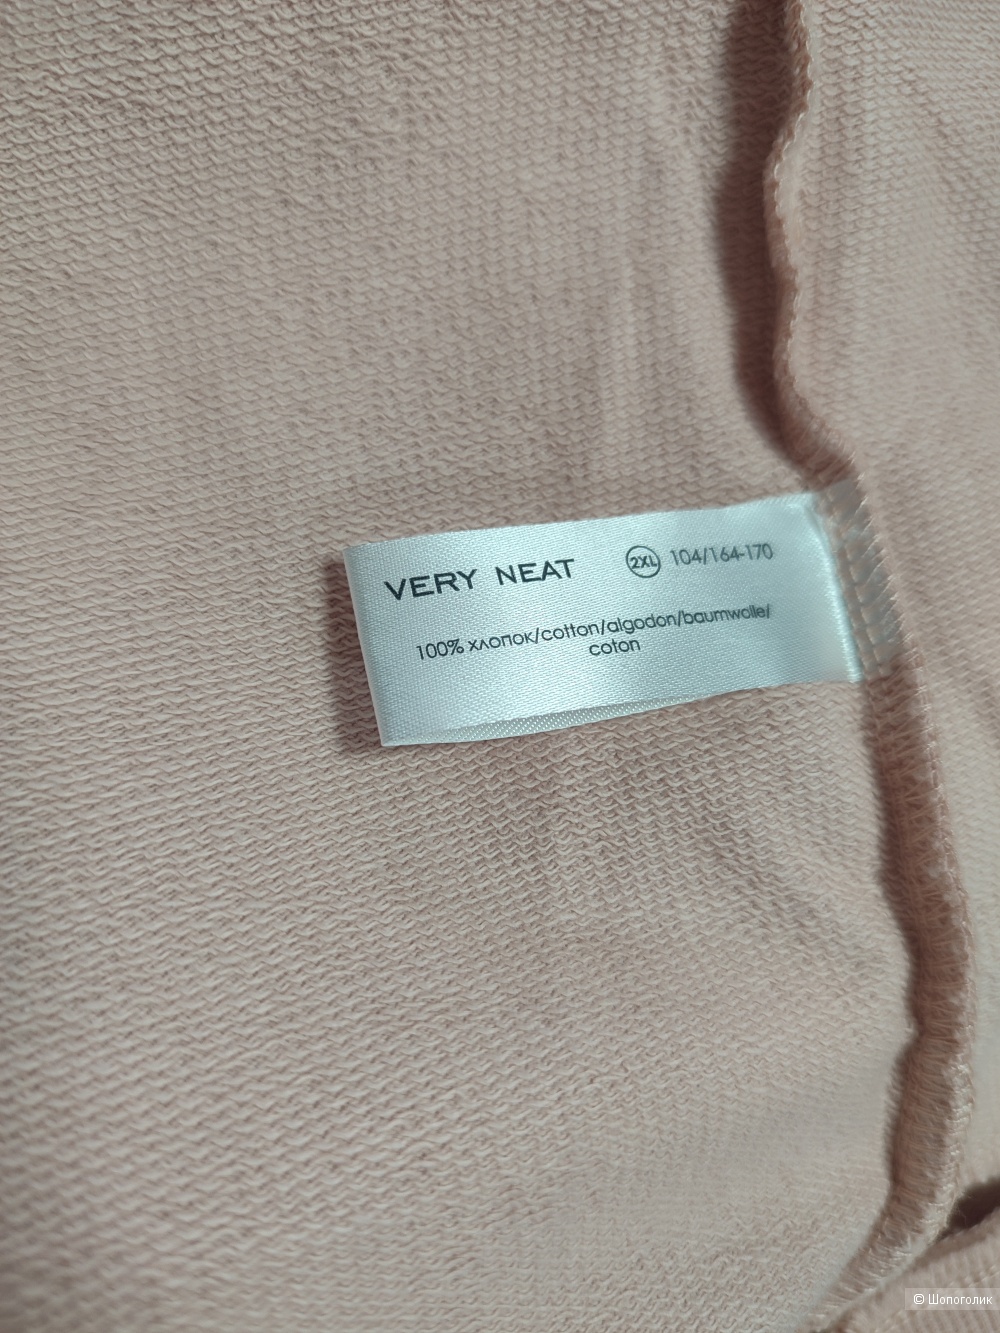 VERY NEAT 2XL 104/164-170
100% хлопок/cotton/algodon/baumwolle/
coton
© Шопоголик